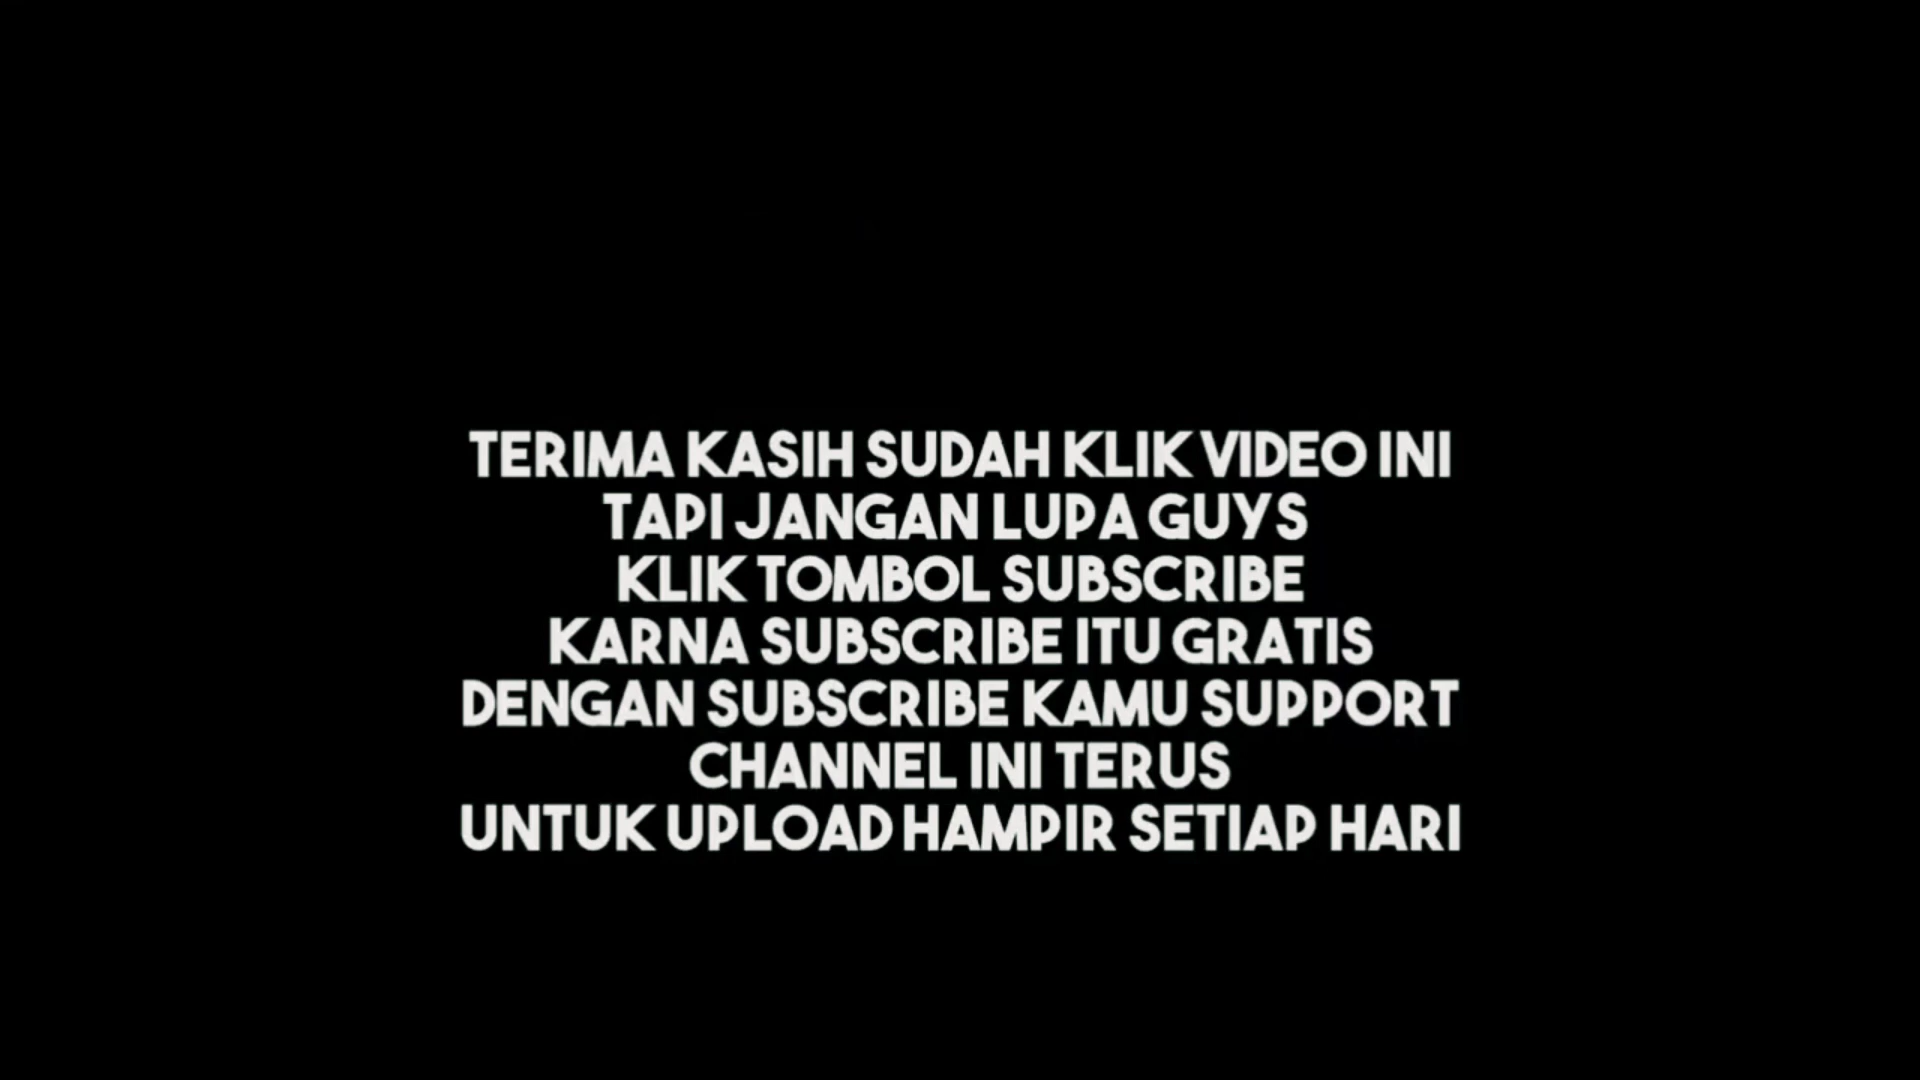 TERIMA KASIH SUDAH KLIK VIDEO INI
TAPI JANGAN LUPA GUYS
KLIK TOMBOL SUBSCRIBE
KARNA SUBSCRIBE ITU GRATIS
DENGAN SUBSCRIBE KAMU SUPPORT
CHANNEL INI TERUS
UNTUK UPLOAD HAMPIR SETIAP HARI